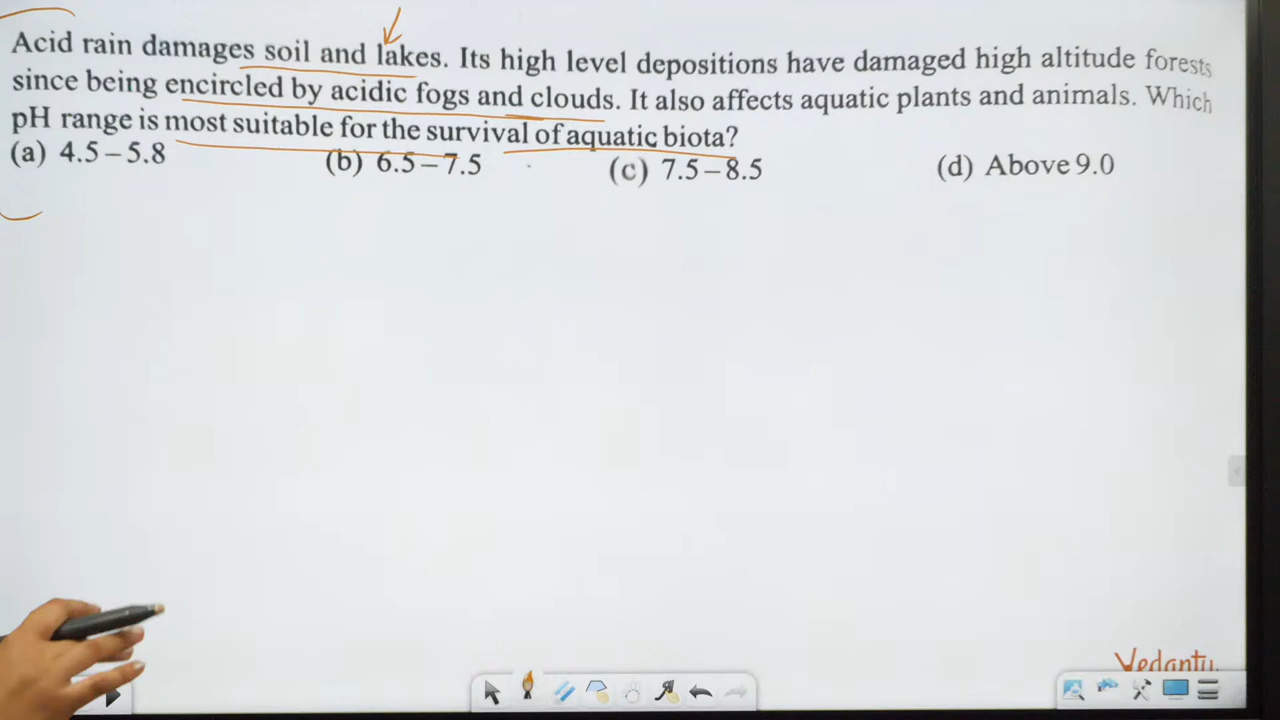 Acid rain damages soil and lakes. Its high level depositions have damaged high altitude forests
since being encircled by acidic fogs and clouds. It also affects aquatic plants and animals. Which
pH range is most suitable for the survival of aquatic biota?
(a) 4.5 – 5.8 (b) 6.5 – 7.5 (c) 7.5 – 8.5 (d) Above 9.0
Vedantu